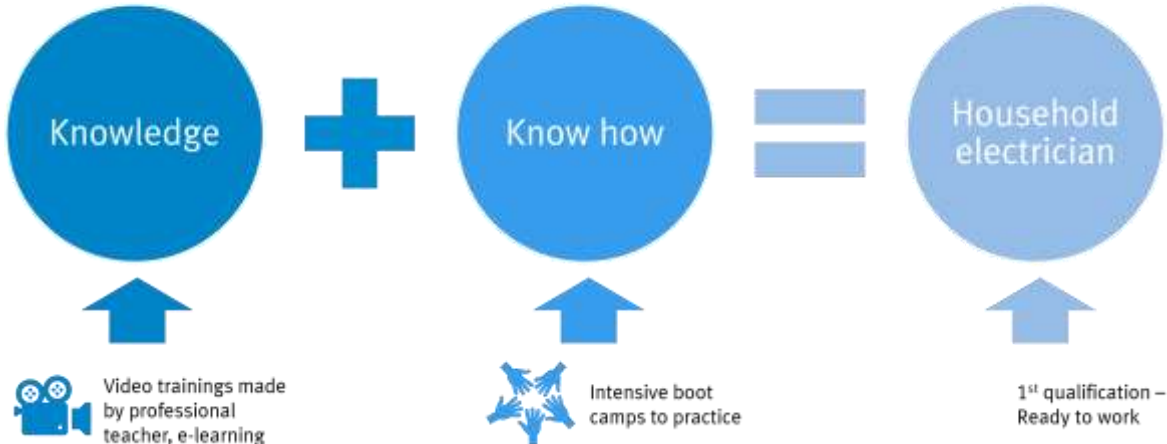 Knowledge
Know how
Household
electrician
Video trainings made
by professional
teacher, e-learning
Intensive boot
camps to practice
1st qualification –
Ready to work